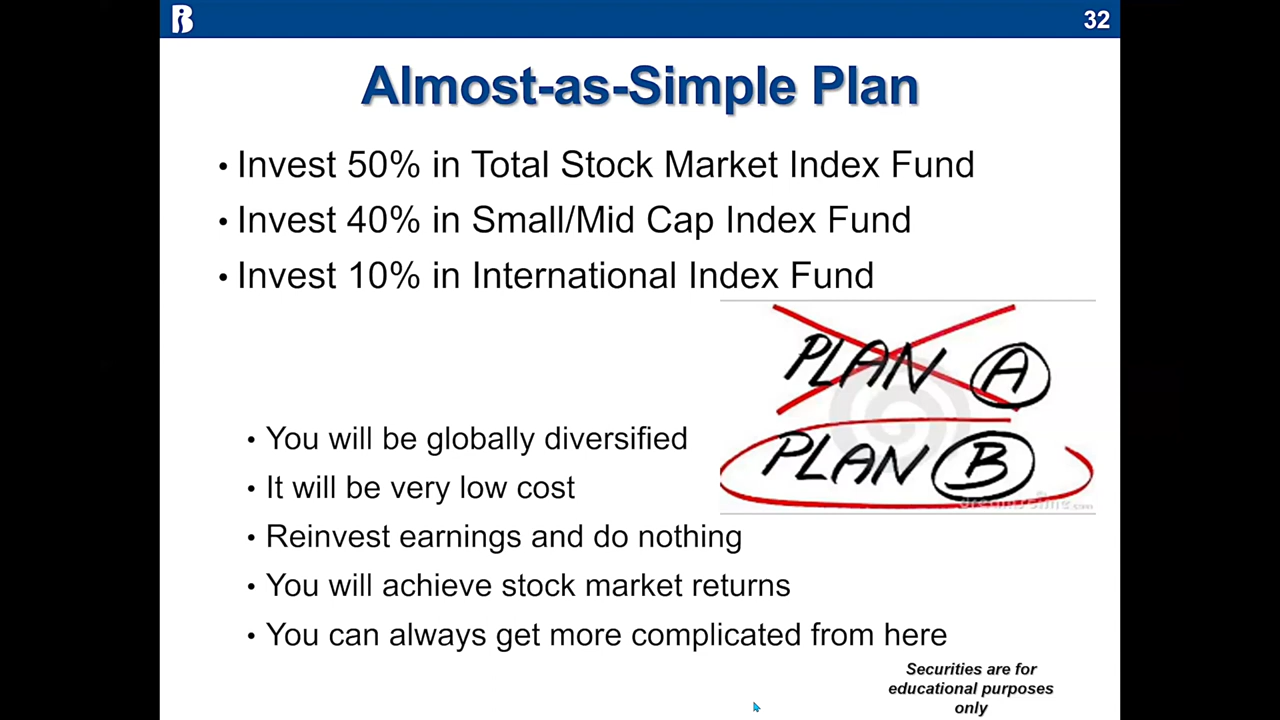 32
Almost-as-Simple Plan
• Invest 50% in Total Stock Market Index Fund
• Invest 40% in Small/Mid Cap Index Fund
• Invest 10% in International Index Fund
PLAN A
PLAN B
• You will be globally diversified
• It will be very low cost
• Reinvest earnings and do nothing
• You will achieve stock market returns
• You can always get more complicated from here
Securities are for
educational purposes
only